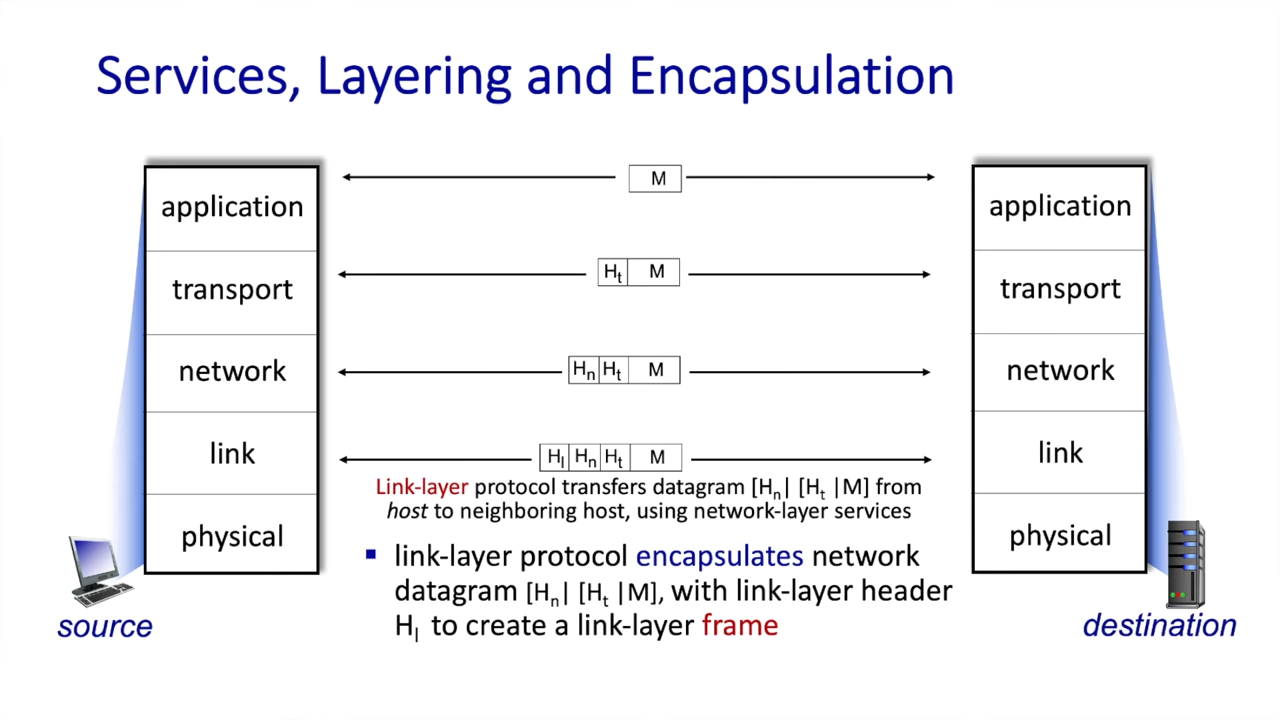 Services, Layering and Encapsulation
application
transport
network
link
physical
source
M
Hₜ M
Hₙ Hₜ M
Hₗ Hₙ Hₜ M
Link-layer protocol transfers datagram [Hₙ| [Hₜ |M] from
host to neighboring host, using network-layer services
▪ link-layer protocol encapsulates network
datagram [Hₙ| [Hₜ |M], with link-layer header
Hₗ to create a link-layer frame
application
transport
network
link
physical
destination